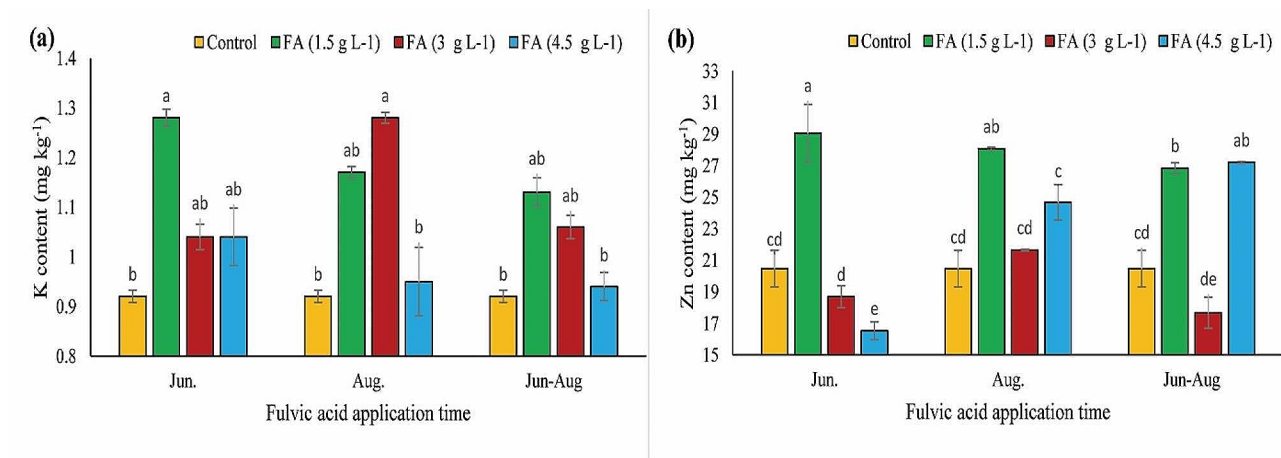 (a)
Control FA (1.5 g L-1) FA (3 g L-1) FA (4.5 g L-1)
K content (mg kg-1)
1.4
1.3
1.2
1.1
1
0.9
0.8
b a ab ab
b ab a b
b ab ab b
Jun. Aug. Jun-Aug
Fulvic acid application time
(b)
Control FA (1.5 g L-1) FA (3 g L-1) FA (4.5 g L-1)
Zn content (mg kg-1)
33
31
29
27
25
23
21
19
17
15
cd a d e
cd ab cd c
cd b de ab
Jun. Aug. Jun-Aug
Fulvic acid application time